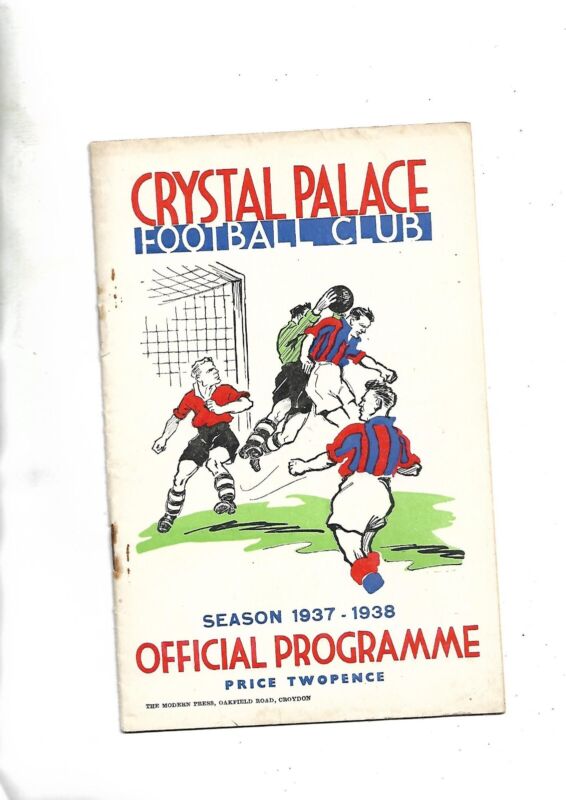 CRYSTAL PALACE
FOOTBALL CLUB
SEASON 1937 - 1938
OFFICIAL PROGRAMME
PRICE TWOPENCE
THE MODERN PRESS, OAKFIELD ROAD, CROYDON